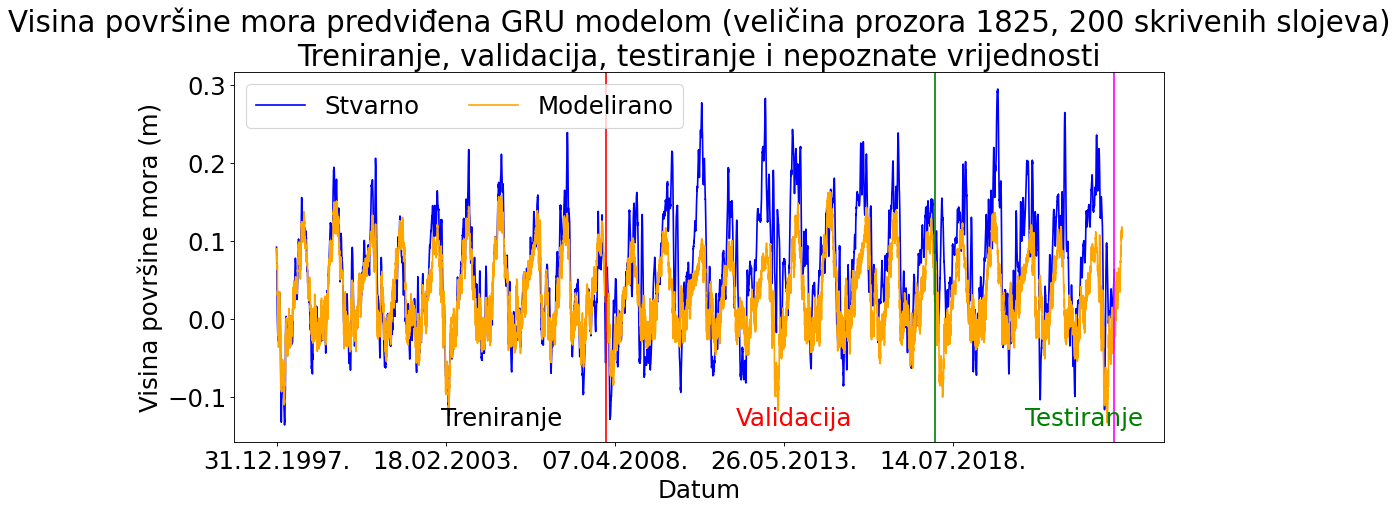 Visina površine mora predviđena GRU modelom (veličina prozora 1825, 200 skrivenih slojeva)
Treniranje, validacija, testiranje i nepoznate vrijednosti
Stvarno Modelirano
Visina površine mora (m)
0.3
0.2
0.1
0.0
−0.1
Treniranje Validacija Testiranje
31.12.1997. 18.02.2003. 07.04.2008. 26.05.2013. 14.07.2018.
Datum